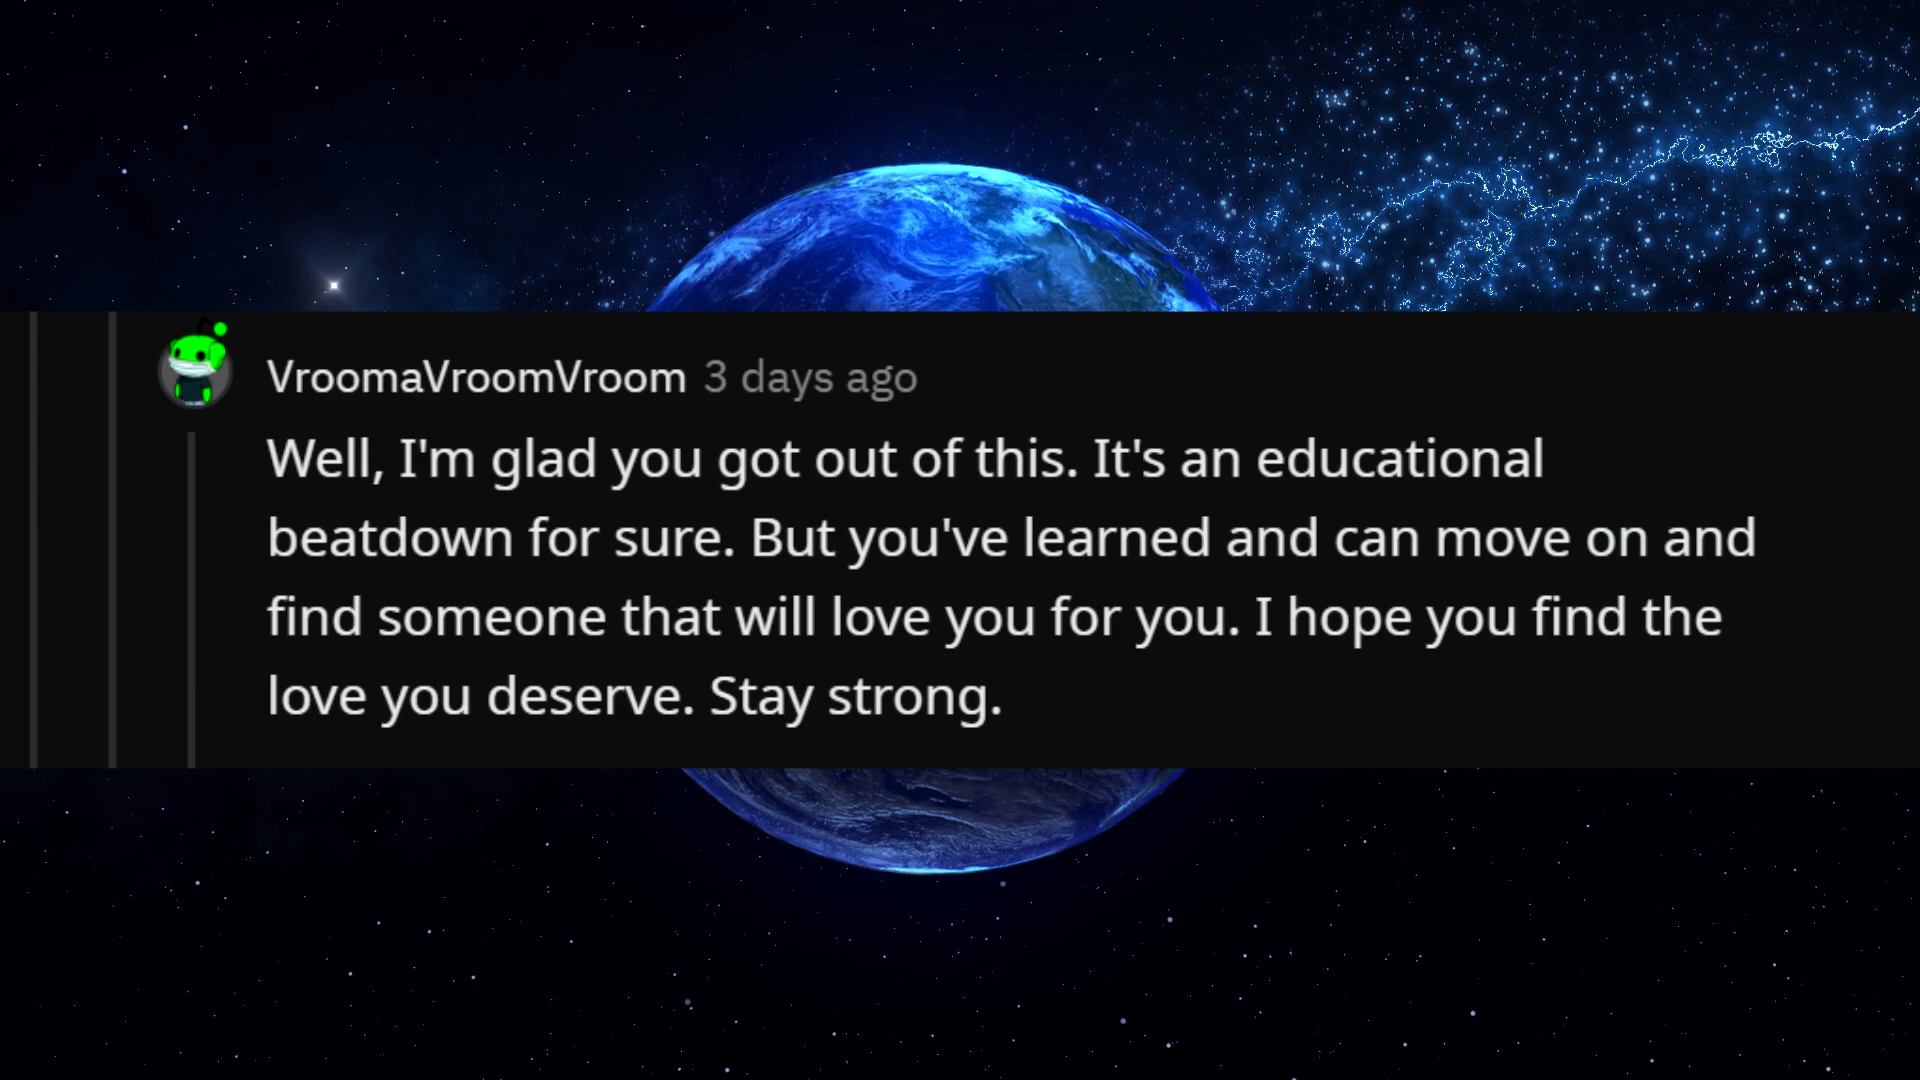 VroomaVroomVroom 3 days ago
Well, I'm glad you got out of this. It's an educational
beatdown for sure. But you've learned and can move on and
find someone that will love you for you. I hope you find the
love you deserve. Stay strong.